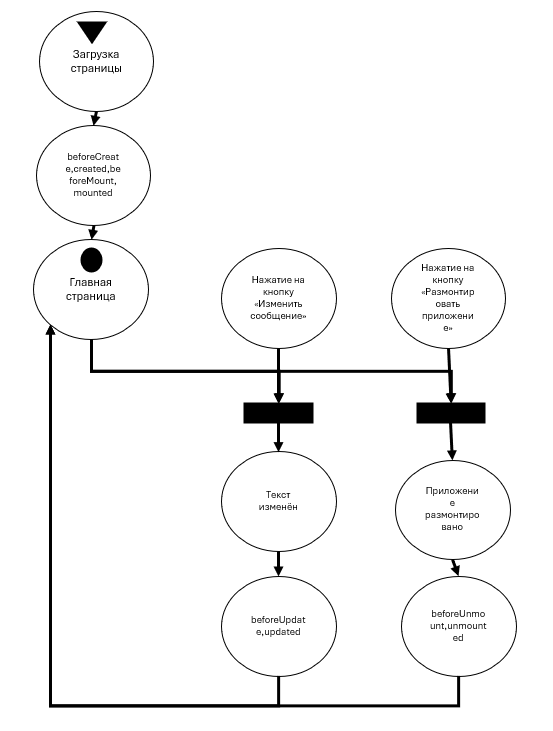 Загрузка
страницы
beforeCreat
e,created,be
foreMount,
mounted
Главная
страница
Нажатие на
кнопку
«Изменить
сообщение»
Нажатие на
кнопку
«Размонтир
овать
приложени
е»
Текст
изменён
Приложени
е
размонтиро
вано
beforeUpdat
e,updated
beforeUnmo
unt,unmount
ed